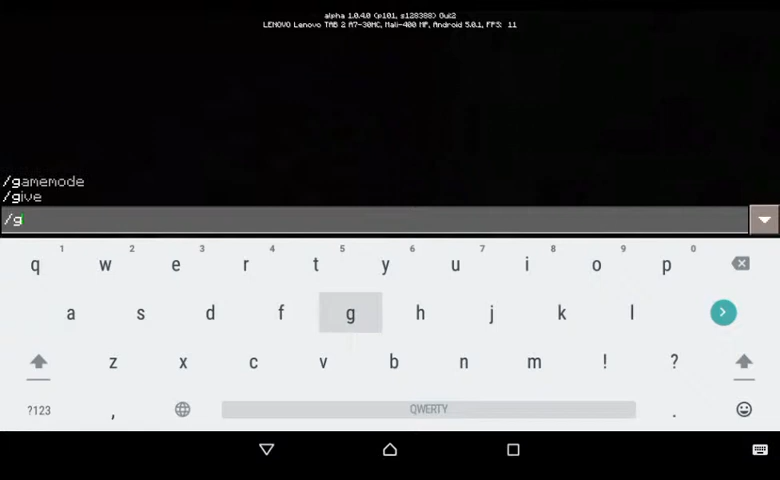 alpha 1.0.4.0 (p101, s128388) Gui2
LENOVO Lenovo TAB 2 A7-30HC, Mali-400 MP, Android 5.0.1, FPS: 11
/gamemode
/give
/g
1 2 3 4 5 6 7 8 9 0
q w e r t y u i o p
a s d f g h j k l
z x c v b n m ! ?
?123 , QWERTY .